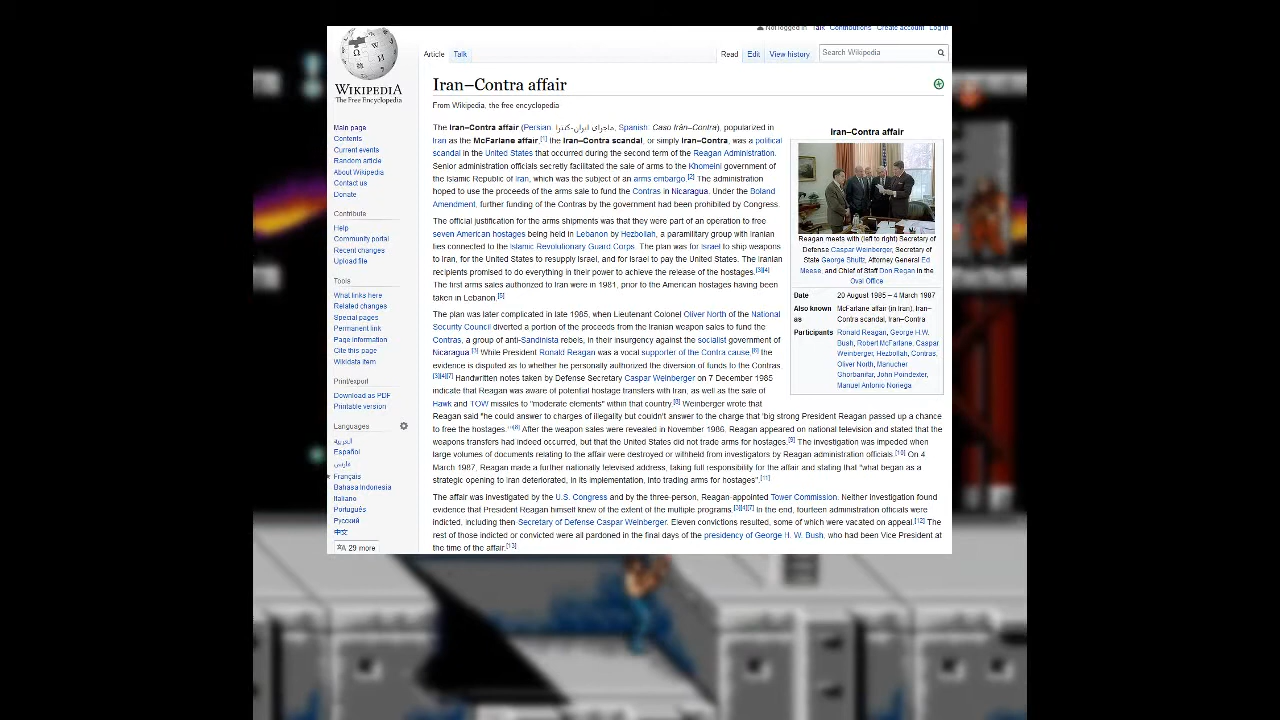 Not logged in Talk Contributions Create account Log in
Article Talk Read Edit View history Search Wikipedia
WIKIPEDIA
The Free Encyclopedia
Iran–Contra affair
From Wikipedia, the free encyclopedia
Main page
Contents
Current events
Random article
About Wikipedia
Contact us
Donate
Contribute
Help
Community portal
Recent changes
Upload file
Tools
What links here
Related changes
Special pages
Permanent link
Page information
Cite this page
Wikidata item
Print/export
Download as PDF
Printable version
Languages
العربية
Español
فارسی
Français
Bahasa Indonesia
Italiano
Português
Русский
中文
29 more
The Iran–Contra affair (Persian: ماجرای ایران-کنترا, Spanish: Caso Irán–Contra), popularized in
Iran as the McFarlane affair,[1] the Iran–Contra scandal, or simply Iran–Contra, was a political
scandal in the United States that occurred during the second term of the Reagan Administration.
Senior administration officials secretly facilitated the sale of arms to the Khomeini government of
the Islamic Republic of Iran, which was the subject of an arms embargo.[2] The administration
hoped to use the proceeds of the arms sale to fund the Contras in Nicaragua. Under the Boland
Amendment, further funding of the Contras by the government had been prohibited by Congress.
The official justification for the arms shipments was that they were part of an operation to free
seven American hostages being held in Lebanon by Hezbollah, a paramilitary group with Iranian
ties connected to the Islamic Revolutionary Guard Corps. The plan was for Israel to ship weapons
to Iran, for the United States to resupply Israel, and for Israel to pay the United States. The Iranian
recipients promised to do everything in their power to achieve the release of the hostages.[3][4]
The first arms sales authorized to Iran were in 1981, prior to the American hostages having been
taken in Lebanon.[5]
The plan was later complicated in late 1985, when Lieutenant Colonel Oliver North of the National
Security Council diverted a portion of the proceeds from the Iranian weapon sales to fund the
Contras, a group of anti-Sandinista rebels, in their insurgency against the socialist government of
Nicaragua.[3] While President Ronald Reagan was a vocal supporter of the Contra cause,[6] the
evidence is disputed as to whether he personally authorized the diversion of funds to the Contras.
[3][4][7] Handwritten notes taken by Defense Secretary Caspar Weinberger on 7 December 1985
indicate that Reagan was aware of potential hostage transfers with Iran, as well as the sale of
Hawk and TOW missiles to "moderate elements" within that country.[8] Weinberger wrote that
Reagan said "he could answer to charges of illegality but couldn't answer to the charge that 'big strong President Reagan passed up a chance
to free the hostages.'"[8] After the weapon sales were revealed in November 1986, Reagan appeared on national television and stated that the
weapons transfers had indeed occurred, but that the United States did not trade arms for hostages.[9] The investigation was impeded when
large volumes of documents relating to the affair were destroyed or withheld from investigators by Reagan administration officials.[10] On 4
March 1987, Reagan made a further nationally televised address, taking full responsibility for the affair and stating that "what began as a
strategic opening to Iran deteriorated, in its implementation, into trading arms for hostages".[11]
The affair was investigated by the U.S. Congress and by the three-person, Reagan-appointed Tower Commission. Neither investigation found
evidence that President Reagan himself knew of the extent of the multiple programs.[3][4][7] In the end, fourteen administration officials were
indicted, including then-Secretary of Defense Caspar Weinberger. Eleven convictions resulted, some of which were vacated on appeal.[12] The
rest of those indicted or convicted were all pardoned in the final days of the presidency of George H. W. Bush, who had been Vice President at
the time of the affair.[13]
Iran–Contra affair
Reagan meets with (left to right) Secretary of
Defense Caspar Weinberger, Secretary of
State George Shultz, Attorney General Ed
Meese, and Chief of Staff Don Regan in the
Oval Office
Date 20 August 1985 – 4 March 1987
Also known McFarlane affair (in Iran), Iran–
as Contra scandal, Iran–Contra
Participants Ronald Reagan, George H.W.
Bush, Robert McFarlane, Caspar
Weinberger, Hezbollah, Contras,
Oliver North, Manucher
Ghorbanifar, John Poindexter,
Manuel Antonio Noriega